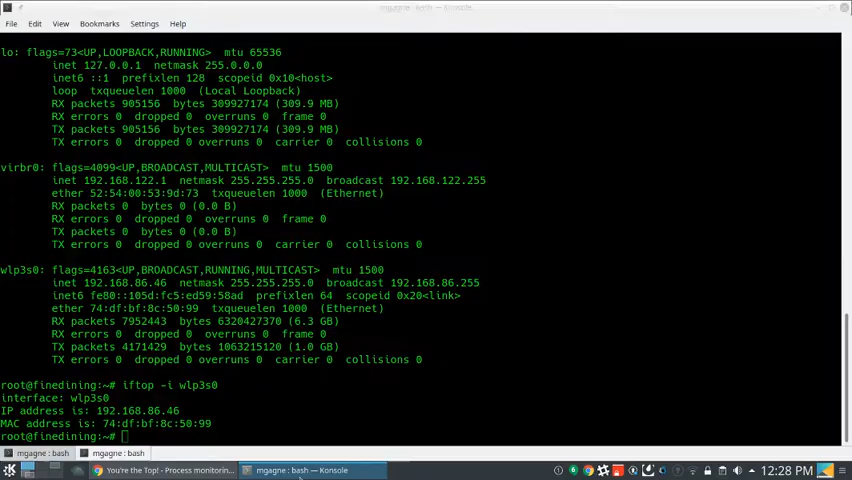 mgagne : bash — Konsole
File Edit View Bookmarks Settings Help
lo: flags=73<UP,LOOPBACK,RUNNING> mtu 65536
inet 127.0.0.1 netmask 255.0.0.0
inet6 ::1 prefixlen 128 scopeid 0x10<host>
loop txqueuelen 1000 (Local Loopback)
RX packets 905156 bytes 309927174 (309.9 MB)
RX errors 0 dropped 0 overruns 0 frame 0
TX packets 905156 bytes 309927174 (309.9 MB)
TX errors 0 dropped 0 overruns 0 carrier 0 collisions 0
virbr0: flags=4099<UP,BROADCAST,MULTICAST> mtu 1500
inet 192.168.122.1 netmask 255.255.255.0 broadcast 192.168.122.255
ether 52:54:00:53:9d:73 txqueuelen 1000 (Ethernet)
RX packets 0 bytes 0 (0.0 B)
RX errors 0 dropped 0 overruns 0 frame 0
TX packets 0 bytes 0 (0.0 B)
TX errors 0 dropped 0 overruns 0 carrier 0 collisions 0
wlp3s0: flags=4163<UP,BROADCAST,RUNNING,MULTICAST> mtu 1500
inet 192.168.86.46 netmask 255.255.255.0 broadcast 192.168.86.255
inet6 fe80::105d:fc5:ed59:58ad prefixlen 64 scopeid 0x20<link>
ether 74:df:bf:8c:50:99 txqueuelen 1000 (Ethernet)
RX packets 7952443 bytes 6320427370 (6.3 GB)
RX errors 0 dropped 0 overruns 0 frame 0
TX packets 4171429 bytes 1063215120 (1.0 GB)
TX errors 0 dropped 0 overruns 0 carrier 0 collisions 0
root@finedining:~# iftop -i wlp3s0
interface: wlp3s0
IP address is: 192.168.86.46
MAC address is: 74:df:bf:8c:50:99
root@finedining:~#
mgagne : bash mgagne : bash
You're the Top! - Process monitorin... mgagne : bash — Konsole 12:28 PM